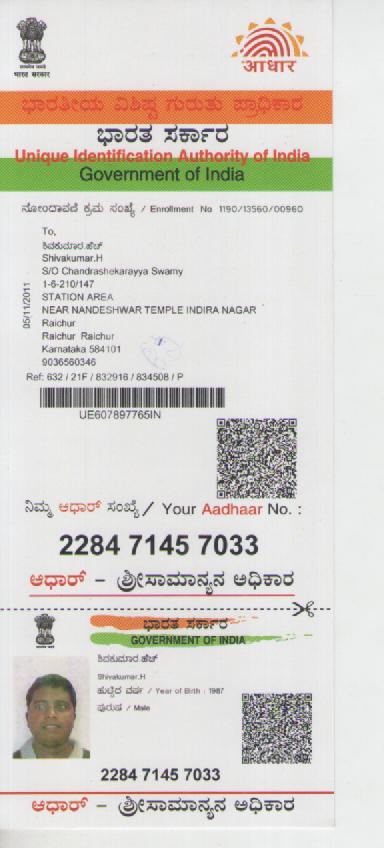 भारत सरकार
आधार
ಭಾರತೀಯ ವಿಶಿಷ್ಟ ಗುರುತು ಪ್ರಾಧಿಕಾರ
ಭಾರತ ಸರ್ಕಾರ
Unique Identification Authority of India
Government of India
ನೋಂದಾವಣೆ ಕ್ರಮ ಸಂಖ್ಯೆ / Enrollment No 1190/13560/00960
To,
ಶಿವಕುಮಾರ.ಹೆಚ್
Shivakumar.H
S/O Chandrashekarayya Swamy
1-6-210/147
STATION AREA
NEAR NANDESHWAR TEMPLE INDIRA NAGAR
Raichur
Raichur Raichur
Karnataka 584101
9036560346
05/11/2011
Ref: 632 / 21F / 832916 / 834508 / P
UE607897765IN
ನಿಮ್ಮ ಆಧಾರ್ ಸಂಖ್ಯೆ / Your Aadhaar No. :
2284 7145 7033
ಆಧಾರ್ – ಶ್ರೀಸಾಮಾನ್ಯನ ಅಧಿಕಾರ
ಭಾರತ ಸರ್ಕಾರ
GOVERNMENT OF INDIA
ಶಿವಕುಮಾರ.ಹೆಚ್
Shivakumar.H
ಹುಟ್ಟಿದ ವರ್ಷ / Year of Birth : 1987
ಪುರುಷ / Male
2284 7145 7033
ಆಧಾರ್ – ಶ್ರೀಸಾಮಾನ್ಯನ ಅಧಿಕಾರ